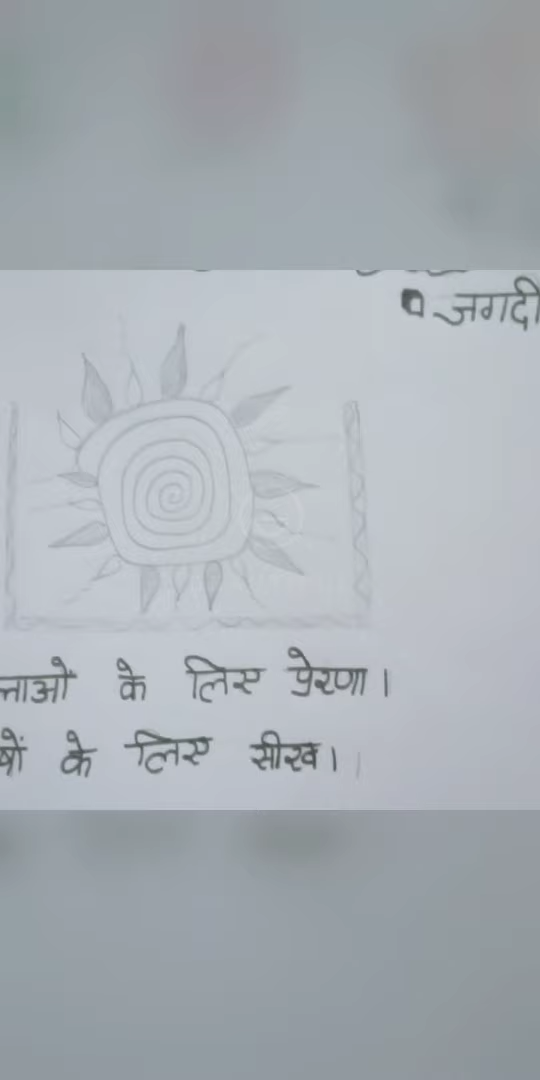 जगदी
के लिए प्रेरणा।
षों के लिए सीख।